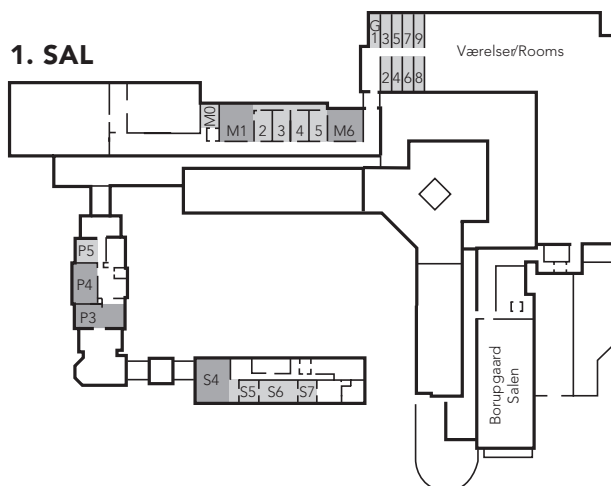 1. SAL
G
1 3 5 7 9
2 4 6 8
Værelser/Rooms
M0
M1 2 3 4 5 M6
P5
P4
P3
S4
S5 S6 S7
Borupgaard
Salen